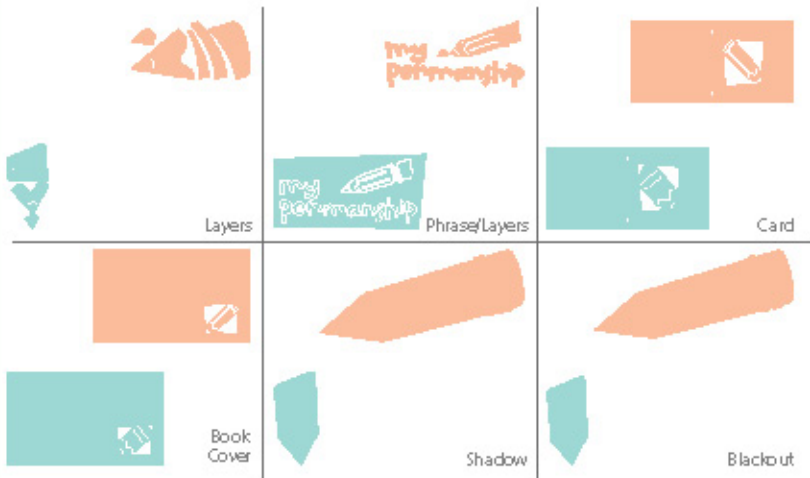 my
penmanship
my
penmanship
Layers
Phrase/Layers
Card
Book
Cover
Shadow
Blackout